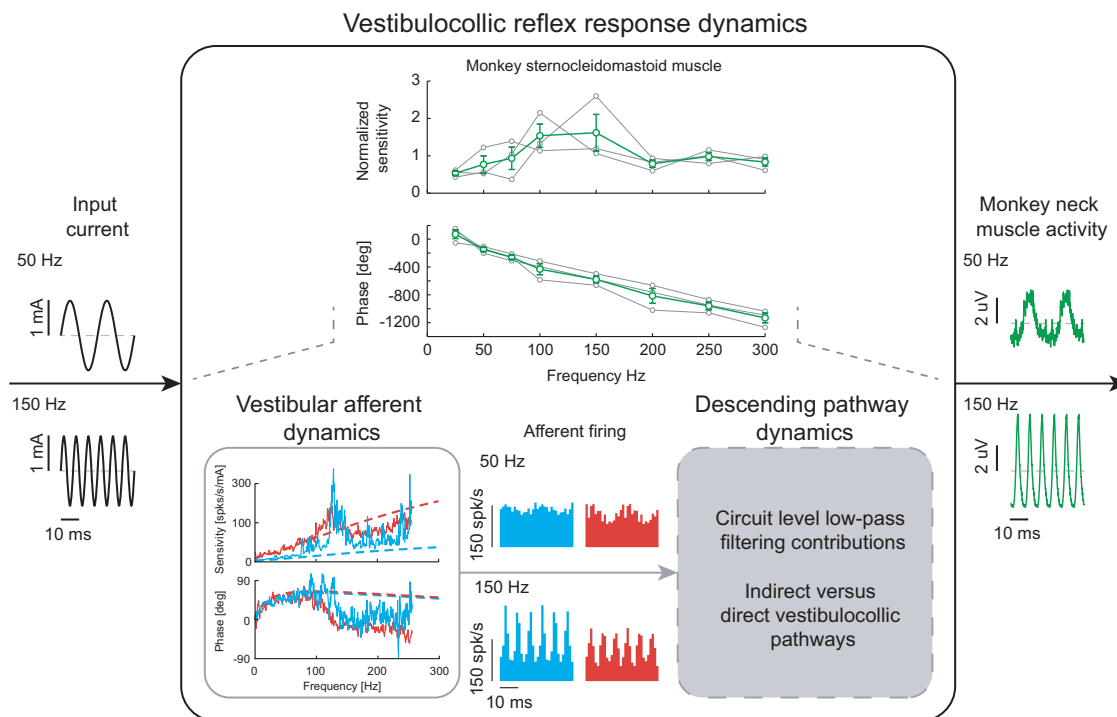 Vestibulocollic reflex response dynamics
Monkey sternocleidomastoid muscle
Normalized
sensitivity
3
2
1
0
Phase [deg]
0
-400
-800
-1200
0
50
100
150
200
250
300
Frequency Hz
Input
current
50 Hz
1 mA
150 Hz
1 mA
10 ms
Monkey neck
muscle activity
50 Hz
2 uV
150 Hz
2 uV
10 ms
Vestibular afferent
dynamics
Sensivity [spks/s/mA]
300
100
0
Phase [deg]
90
0
-90
0
100
200
300
Frequency [Hz]
Afferent firing
50 Hz
150 spk/s
150 Hz
150 spk/s
10 ms
Descending pathway
dynamics
Circuit level low-pass
filtering contributions
Indirect versus
direct vestibulocollic
pathways